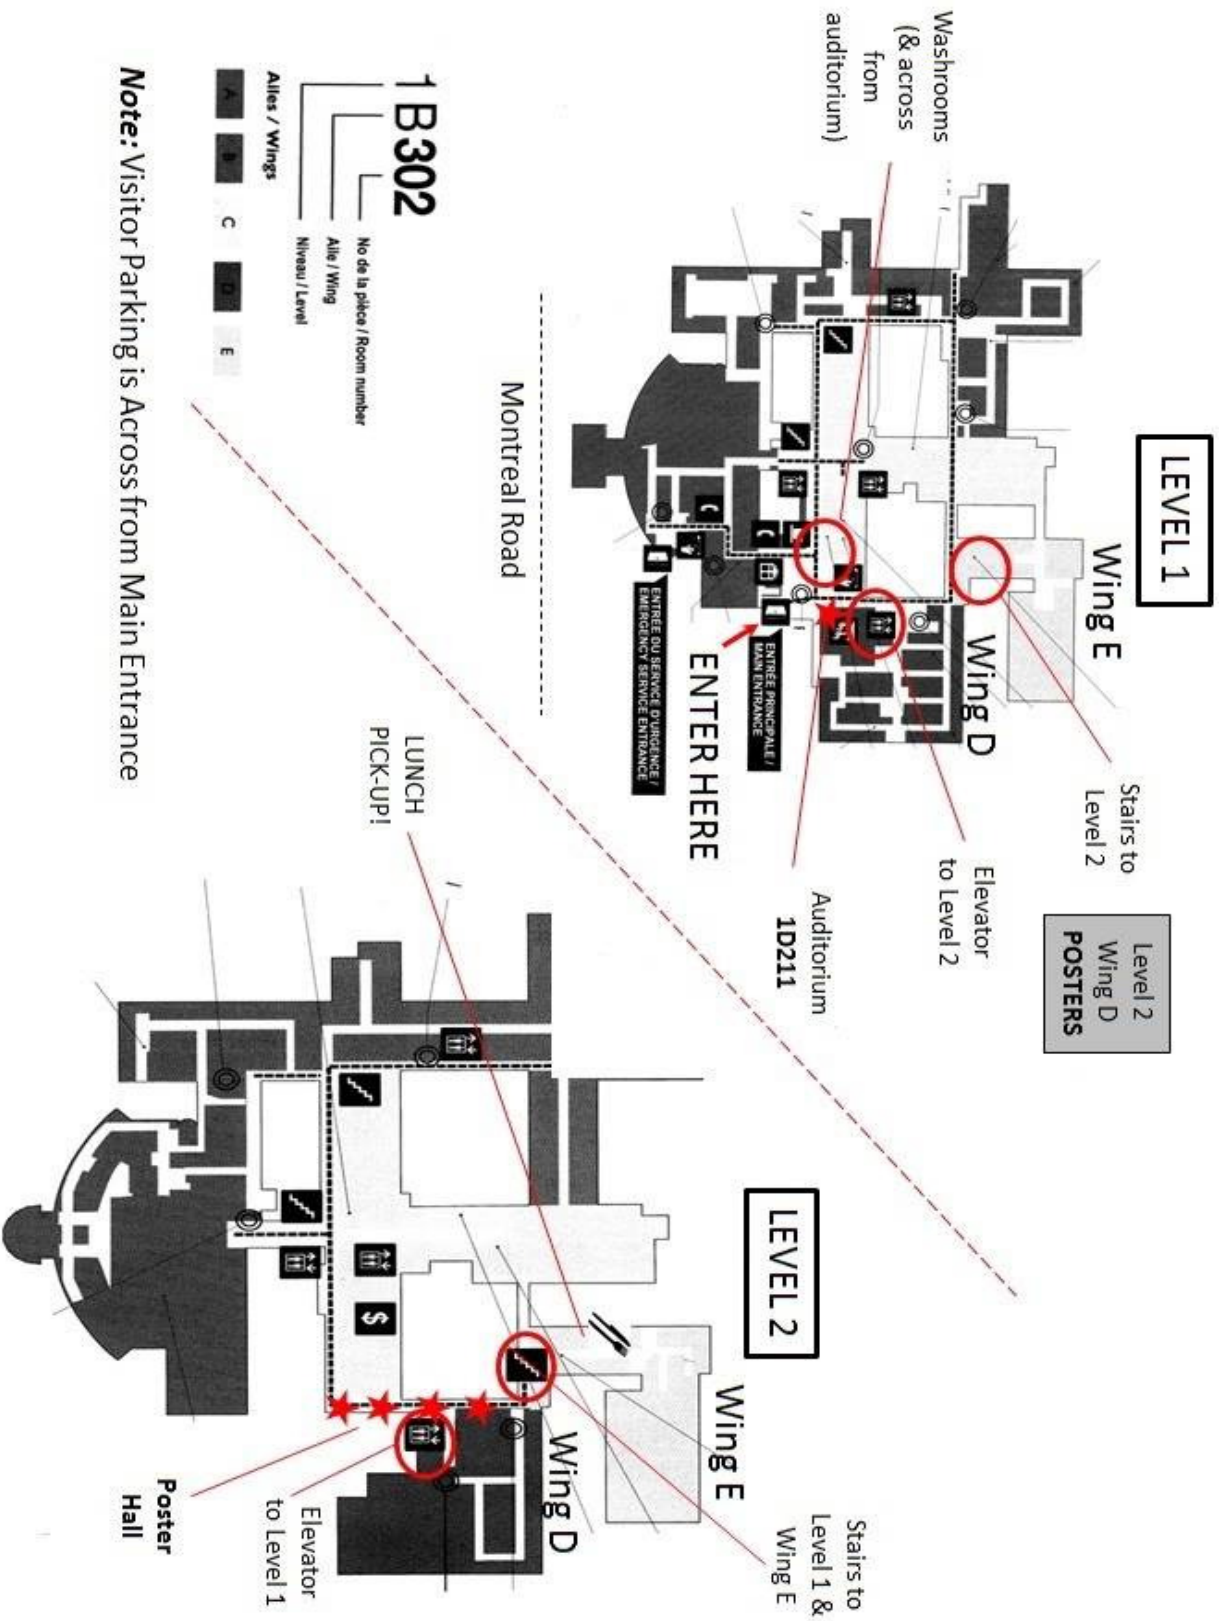 LEVEL 1
Wing E
Wing D
Stairs to
Level 2
Level 2
Wing D
POSTERS
Elevator
to Level 2
Auditorium
1D211
Washrooms
(& across
from
auditorium)
ENTRÉE PRINCIPALE /
MAIN ENTRANCE
ENTER HERE
ENTRÉE DU SERVICE D'URGENCE /
EMERGENCY SERVICE ENTRANCE
Montreal Road
1B302
No de la pièce / Room number
Aile / Wing
Niveau / Level
Ailes / Wings
A B C D E
Note: Visitor Parking is Across from Main Entrance
LEVEL 2
Wing E
Wing D
Stairs to
Level 1 &
Wing E
LUNCH
PICK-UP!
$
Elevator
to Level 1
Poster
Hall